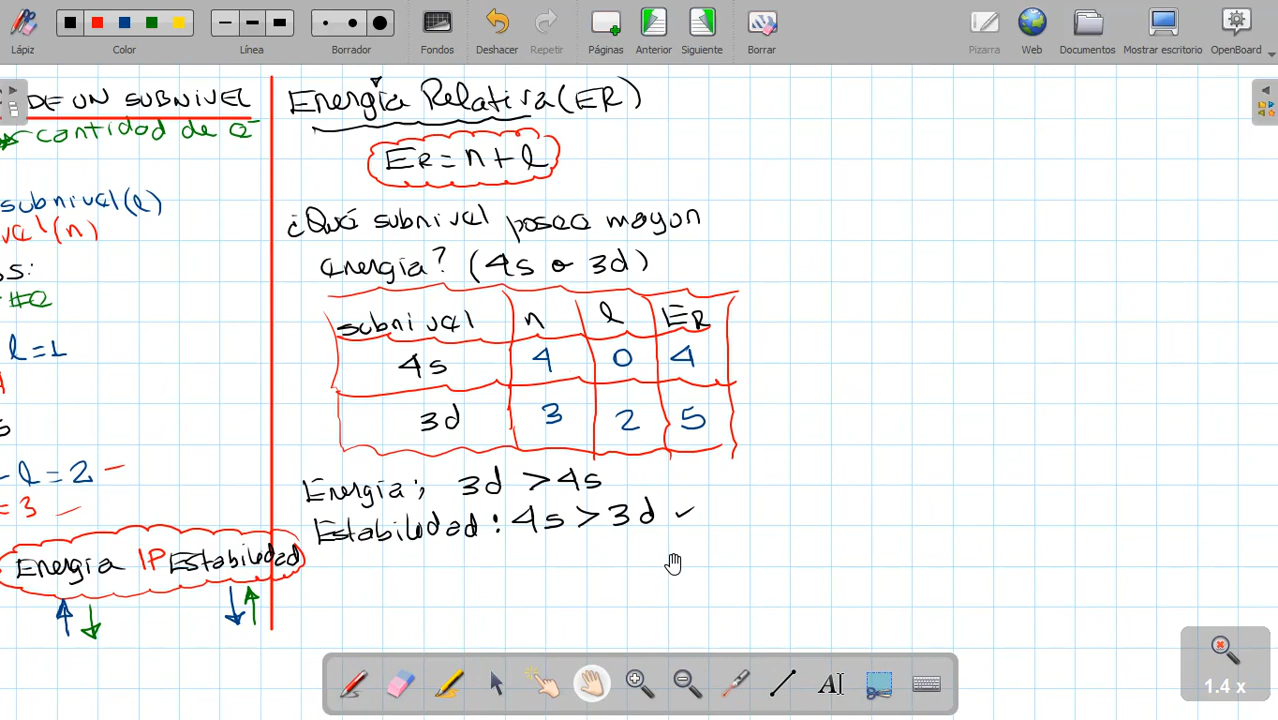 Lápiz
Color
Línea
Borrador
Fondos
Deshacer
Repetir
Páginas
Anterior
Siguiente
Borrar
Pizarra
Web
Documentos
Mostrar escritorio
OpenBoard
DE UN SUBNIVEL
cantidad de e-
subnivel(l)
(n)
l=1
l=2
=3
Energía IP Estabilidad
Energía Relativa (ER)
ER = n + l
¿Qué subnivel posee mayor
energía? (4s o 3d)
subnivel n l ER
4s 4 0 4
3d 3 2 5
Energía: 3d > 4s
Estabilidad: 4s > 3d ✓
1.4 x